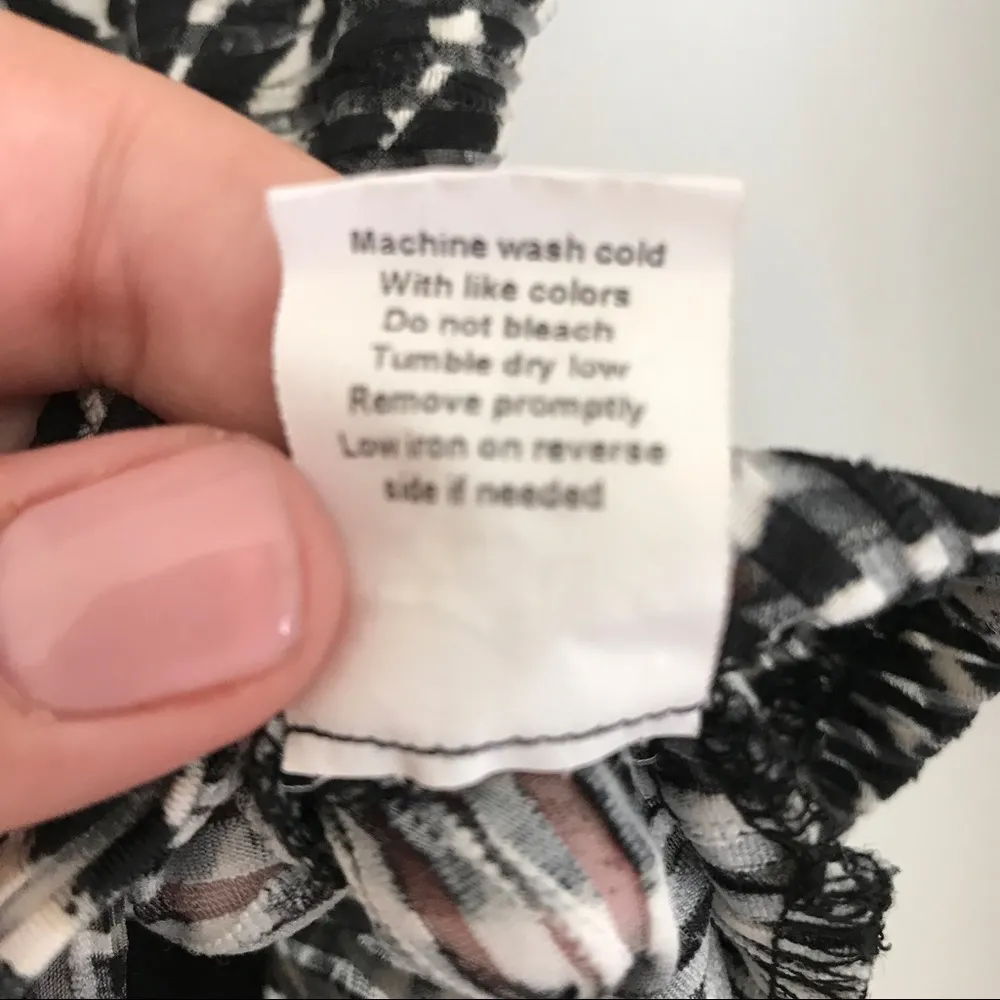 Machine wash cold
With like colors
Do not bleach
Tumble dry low
Remove promptly
Low iron on reverse
side if needed